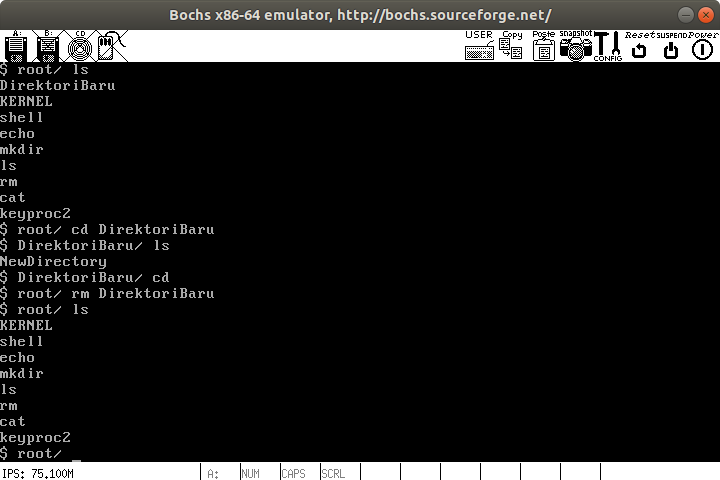 Bochs x86-64 emulator, http://bochs.sourceforge.net/
A: B: CD USER Copy Paste snapshot CONFIG Reset SUSPEND Power
$ root/ ls
DirektoriBaru
KERNEL
shell
echo
mkdir
ls
rm
cat
keyproc2
$ root/ cd DirektoriBaru
$ DirektoriBaru/ ls
NewDirectory
$ DirektoriBaru/ cd
$ root/ rm DirektoriBaru
$ root/ ls
KERNEL
shell
echo
mkdir
ls
rm
cat
keyproc2
$ root/ _
IPS: 75.100M A: NUM CAPS SCRL